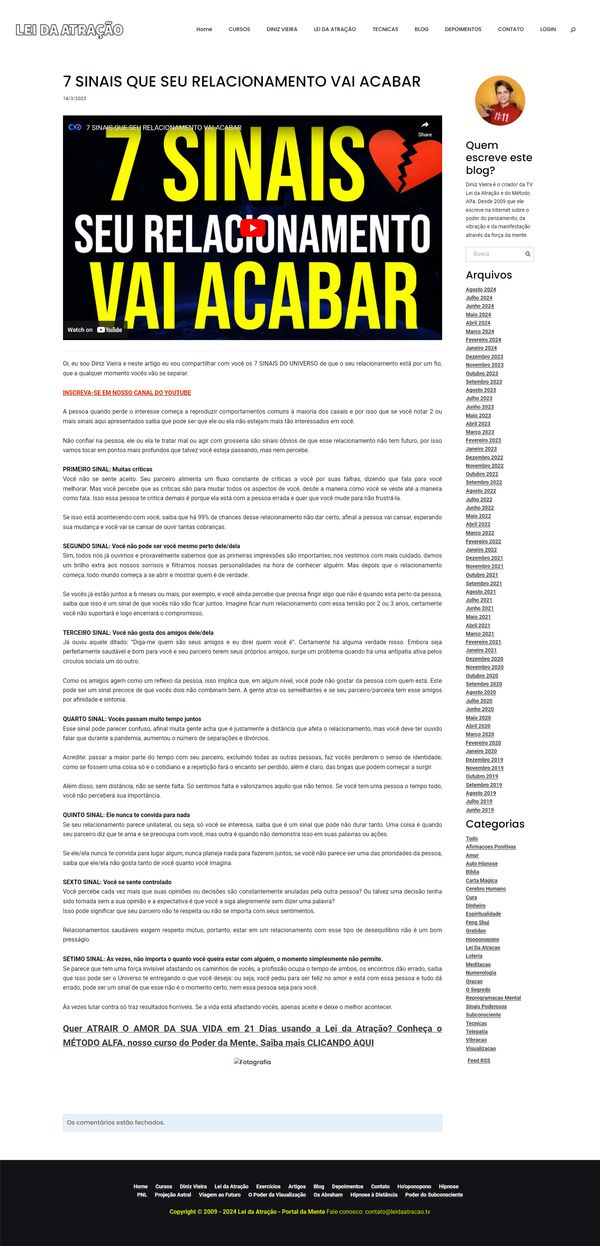 LEI DA ATRAÇÃO
Home CURSOS DINIZ VIEIRA LEI DA ATRAÇÃO TECNICAS BLOG DEPOIMENTOS CONTATO LOGIN
7 SINAIS QUE SEU RELACIONAMENTO VAI ACABAR
14/3/2023
7 SINAIS QUE SEU RELACIONAMENTO VAI ACABAR
Share
7 SINAIS
SEU RELACIONAMENTO
VAI ACABAR
Watch on YouTube
Oi, eu sou Diniz Vieira e neste artigo eu vou compartilhar com você os 7 SINAIS DO UNIVERSO de que o seu relacionamento está por um fio,
que a qualquer momento vocês vão se separar.
INSCREVA-SE EM NOSSO CANAL DO YOUTUBE
A pessoa quando perde o interesse começa a reproduzir comportamentos comuns à maioria dos casais e por isso que se você notar 2 ou
mais sinais aqui apresentados saiba que pode ser que ele ou ela não estejam mais tão interessados em você.
Não confiar na pessoa, ele ou ela te tratar mal ou agir com grosseria são sinais óbvios de que esse relacionamento não tem futuro, por isso
vamos tocar em pontos mais profundos que talvez você esteja passando, mas nem percebe.
PRIMEIRO SINAL: Muitas críticas
Você não se sente aceito. Seu parceiro alimenta um fluxo constante de críticas a você por suas falhas, dizendo que fala para você
melhorar. Mas você percebe que as críticas são para mudar todos os aspectos de você, desde a maneira como você se veste até a maneira
como fala. Isso essa pessoa te critica demais é porque ela está com a pessoa errada e quer que você mude para não frustrá-la.
Se isso está acontecendo com você, saiba que há 99% de chances desse relacionamento não dar certo, afinal a pessoa vai cansar, esperando
sua mudança e você vai se cansar de ouvir tantas cobranças.
SEGUNDO SINAL: Você não pode ser você mesmo perto dele/dela
Sim, todos nós já ouvimos e provavelmente sabemos que as primeiras impressões são importantes; nos vestimos com mais cuidado, damos
um brilho extra aos nossos sorrisos e filtramos nossas personalidades na hora de conhecer alguém. Mas depois que o relacionamento
começa, todo mundo começa a se abrir e mostrar quem é de verdade.
Se vocês já estão juntos a 6 meses ou mais, por exemplo, e você ainda percebe que precisa fingir algo que não é quando está perto da pessoa,
saiba que isso é um sinal de que vocês não vão ficar juntos. Imagine ficar num relacionamento com essa tensão por 2 ou 3 anos, certamente
você não suportará e logo encerrará o compromisso.
TERCEIRO SINAL: Você não gosta dos amigos dele/dela
Já ouviu aquele ditado: “Diga-me quem são seus amigos e eu direi quem você é”. Certamente há alguma verdade nisso. Embora seja
perfeitamente saudável e bom para você e seu parceiro terem seus próprios amigos, surge um problema quando há uma antipatia ativa pelos
círculos sociais um do outro.
Como os amigos agem como um reflexo da pessoa, isso implica que, em algum nível, você pode não gostar da pessoa com quem está. Este
pode ser um sinal precoce de que vocês dois não combinam bem. A gente atrai os semelhantes e se seu parceiro/parceira tem esse amigos
por afinidade e sintonia.
QUARTO SINAL: Vocês passam muito tempo juntos
Esse sinal pode parecer confuso, afinal muita gente acha que é justamente a distância que afeta o relacionamento, mas você deve ter ouvido
falar que durante a pandemia, aumentou o número de separações e divórcios.
Acredite: passar a maior parte do tempo com seu parceiro, excluindo todas as outras pessoas, faz vocês perderem o senso de identidade,
como se fossem uma coisa só e o cotidiano e a repetição fará o encanto ser perdido, além é claro, das brigas que podem começar a surgir.
Além disso, sem distância, não se sente falta. Só sentimos falta e valorizamos aquilo que não temos. Se você tem uma pessoa o tempo todo,
você não perceberá sua importância.
QUINTO SINAL: Ele nunca te convida para nada
Se seu relacionamento parece unilateral, ou seja, só você se interessa, saiba que é um sinal que pode não durar tanto. Uma coisa é quando
seu parceiro diz que te ama e se preocupa com você, mas outra é quando não demonstra isso em suas palavras ou ações.
Se ele/ela nunca te convida para lugar algum, nunca planeja nada para fazerem juntos, se você não parece ser uma das prioridades da pessoa,
saiba que ele/ela não gosta tanto de você quanto você imagina.
SEXTO SINAL: Você se sente controlado
Você percebe cada vez mais que suas opiniões ou decisões são constantemente anuladas pela outra pessoa? Ou talvez uma decisão tenha
sido tomada sem a sua opinião e a expectativa é que você a siga alegremente sem dizer uma palavra?
Isso pode significar que seu parceiro não te respeita ou não se importa com seus sentimentos.
Relacionamentos saudáveis exigem respeito mútuo, portanto, estar em um relacionamento com esse tipo de desequilíbrio não é um bom
presságio.
SÉTIMO SINAL: Às vezes, não importa o quanto você queira estar com alguém, o momento simplesmente não permite.
Se parece que tem uma força invisível afastando os caminhos de vocês, a profissão ocupa o tempo de ambos, os encontros dão errado, saiba
que isso pode ser o Universo te entregando o que você deseja: ou seja, você pediu para ser feliz no amor e está com essa pessoa e tudo dá
errado, pode ser um sinal de que esse não é o momento certo, nem essa pessoa seja para você.
Às vezes lutar contra só traz resultados horríveis. Se a vida está afastando vocês, apenas aceite e deixe o melhor acontecer.
Quer ATRAIR O AMOR DA SUA VIDA em 21 Dias usando a Lei da Atração? Conheça o
MÉTODO ALFA, nosso curso do Poder da Mente. Saiba mais CLICANDO AQUI
Fotografia
Os comentários estão fechados.
11:11
Quem
escreve este
blog?
Diniz Vieira é o criador da TV
Lei da Atração e do Método
Alfa. Desde 2009 que ele
escreve na Internet sobre o
poder do pensamento, da
vibração e da manifestação
através da força da mente.
Busca
Arquivos
Agosto 2024
Julho 2024
Junho 2024
Maio 2024
Abril 2024
Março 2024
Fevereiro 2024
Janeiro 2024
Dezembro 2023
Novembro 2023
Outubro 2023
Setembro 2023
Agosto 2023
Julho 2023
Junho 2023
Maio 2023
Abril 2023
Março 2023
Fevereiro 2023
Janeiro 2023
Dezembro 2022
Novembro 2022
Outubro 2022
Setembro 2022
Agosto 2022
Julho 2022
Junho 2022
Maio 2022
Abril 2022
Março 2022
Fevereiro 2022
Janeiro 2022
Dezembro 2021
Novembro 2021
Outubro 2021
Setembro 2021
Agosto 2021
Julho 2021
Junho 2021
Maio 2021
Abril 2021
Março 2021
Fevereiro 2021
Janeiro 2021
Dezembro 2020
Novembro 2020
Outubro 2020
Setembro 2020
Agosto 2020
Julho 2020
Junho 2020
Maio 2020
Abril 2020
Março 2020
Fevereiro 2020
Janeiro 2020
Dezembro 2019
Novembro 2019
Outubro 2019
Setembro 2019
Agosto 2019
Julho 2019
Junho 2019
Categorias
Tudo
Afirmacoes Positivas
Amor
Auto Hipnose
Biblia
Carta Magica
Cerebro Humano
Cura
Dinheiro
Espiritualidade
Feng Shui
Gratidao
Hooponopono
Lei Da Atracao
Loteria
Meditacao
Numerologia
Oracao
O Segredo
Reprogramacao Mental
Sinais Poderosos
Subconsciente
Tecnicas
Telepatia
Vibracao
Visualizacao
Feed RSS
Home Cursos Diniz Vieira Lei da Atração Exercícios Artigos Blog Depoimentos Contato Ho'oponopono Hipnose
PNL Projeção Astral Viagem ao Futuro O Poder da Visualização Os Abraham Hipnose à Distância Poder do Subconsciente
Copyright © 2009 - 2024 Lei da Atração - Portal da Mente Fale conosco: contato@leidaatracao.tv